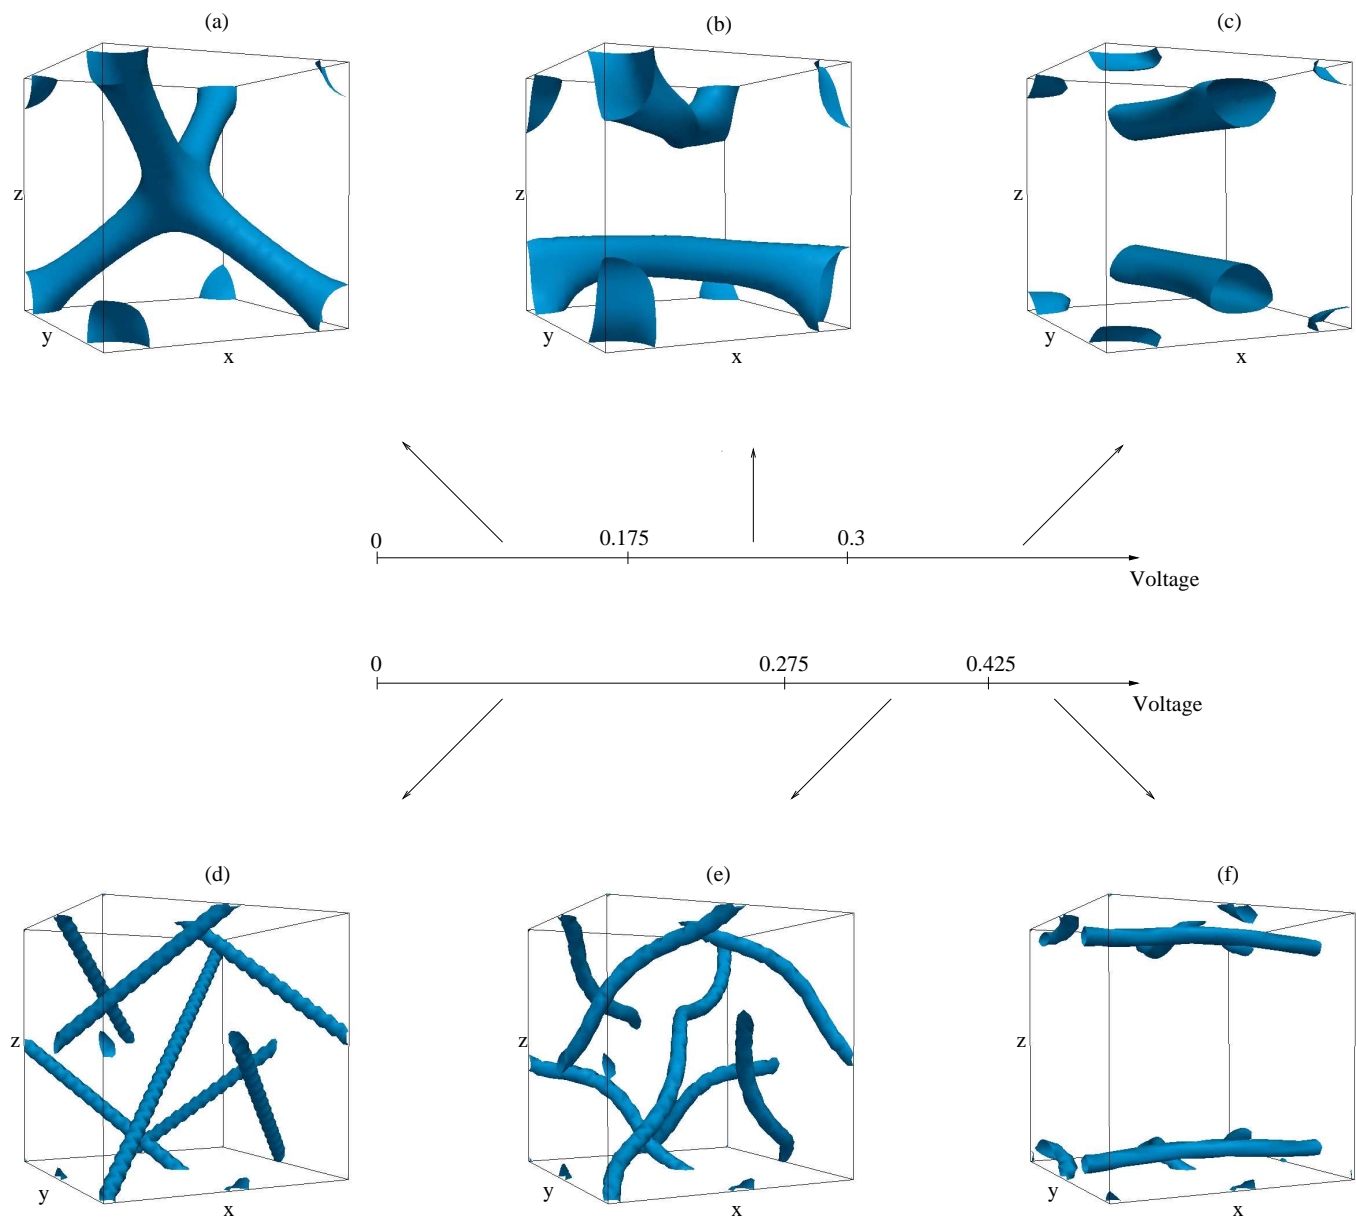 (a) (b) (c)
z z z
y y y
x x x
0 0.175 0.3
Voltage
0 0.275 0.425
Voltage
(d) (e) (f)
z z z
y y y
x x x